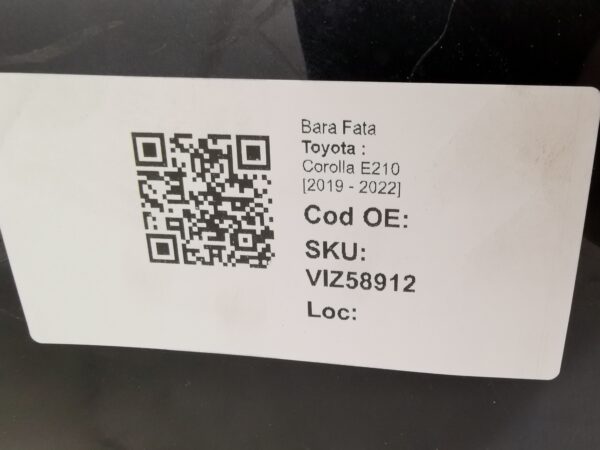 Bara Fata
Toyota :
Corolla E210
[2019 - 2022]
Cod OE:
SKU:
VIZ58912
Loc: